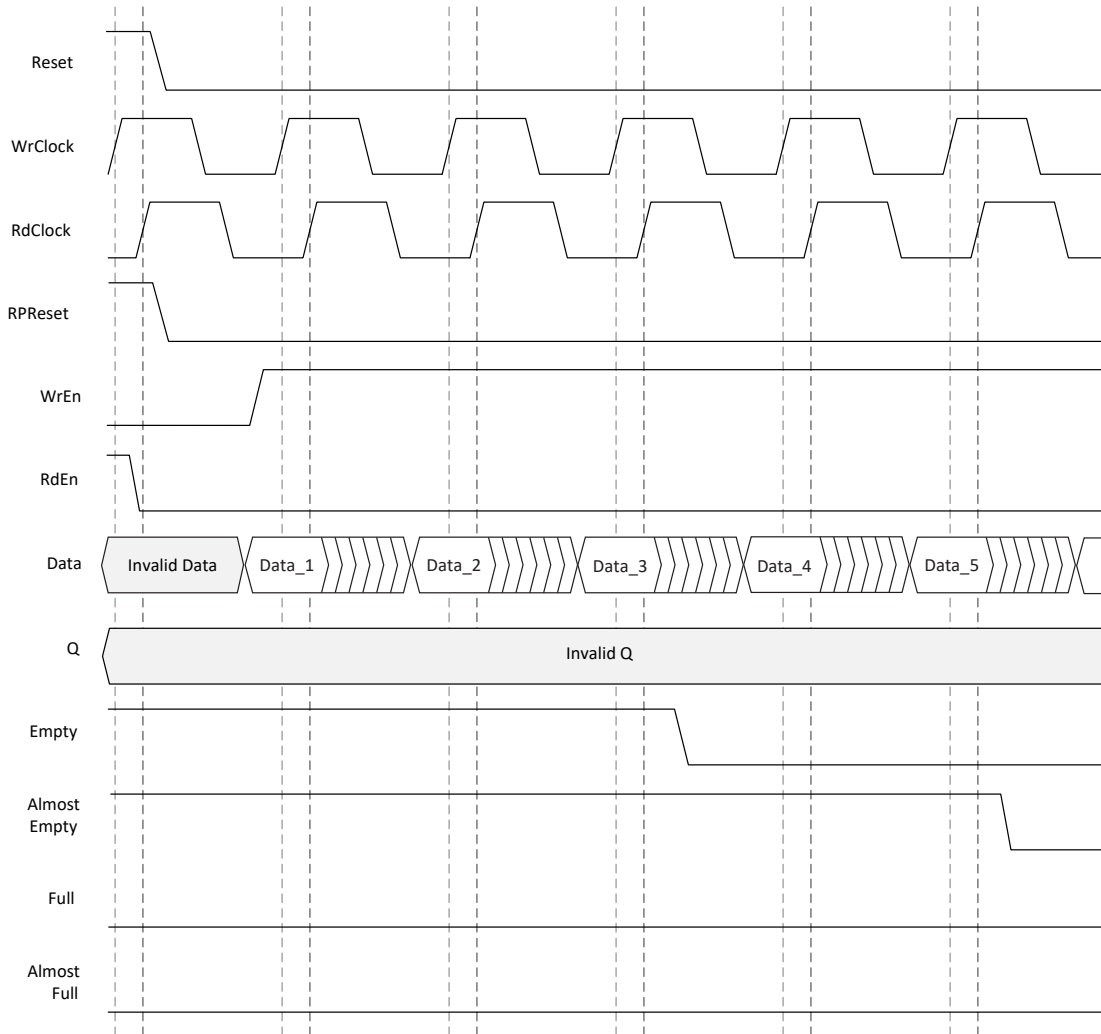 Reset
WrClock
RdClock
RPReset
WrEn
RdEn
Data
Invalid Data
Data_1
Data_2
Data_3
Data_4
Data_5
Q
Invalid Q
Empty
Almost
Empty
Full
Almost
Full